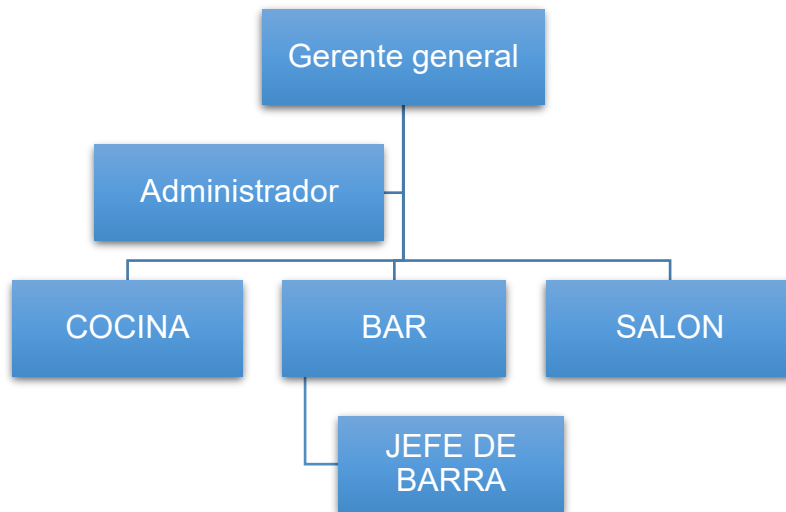 Gerente general
Administrador
COCINA
BAR
SALON
JEFE DE
BARRA